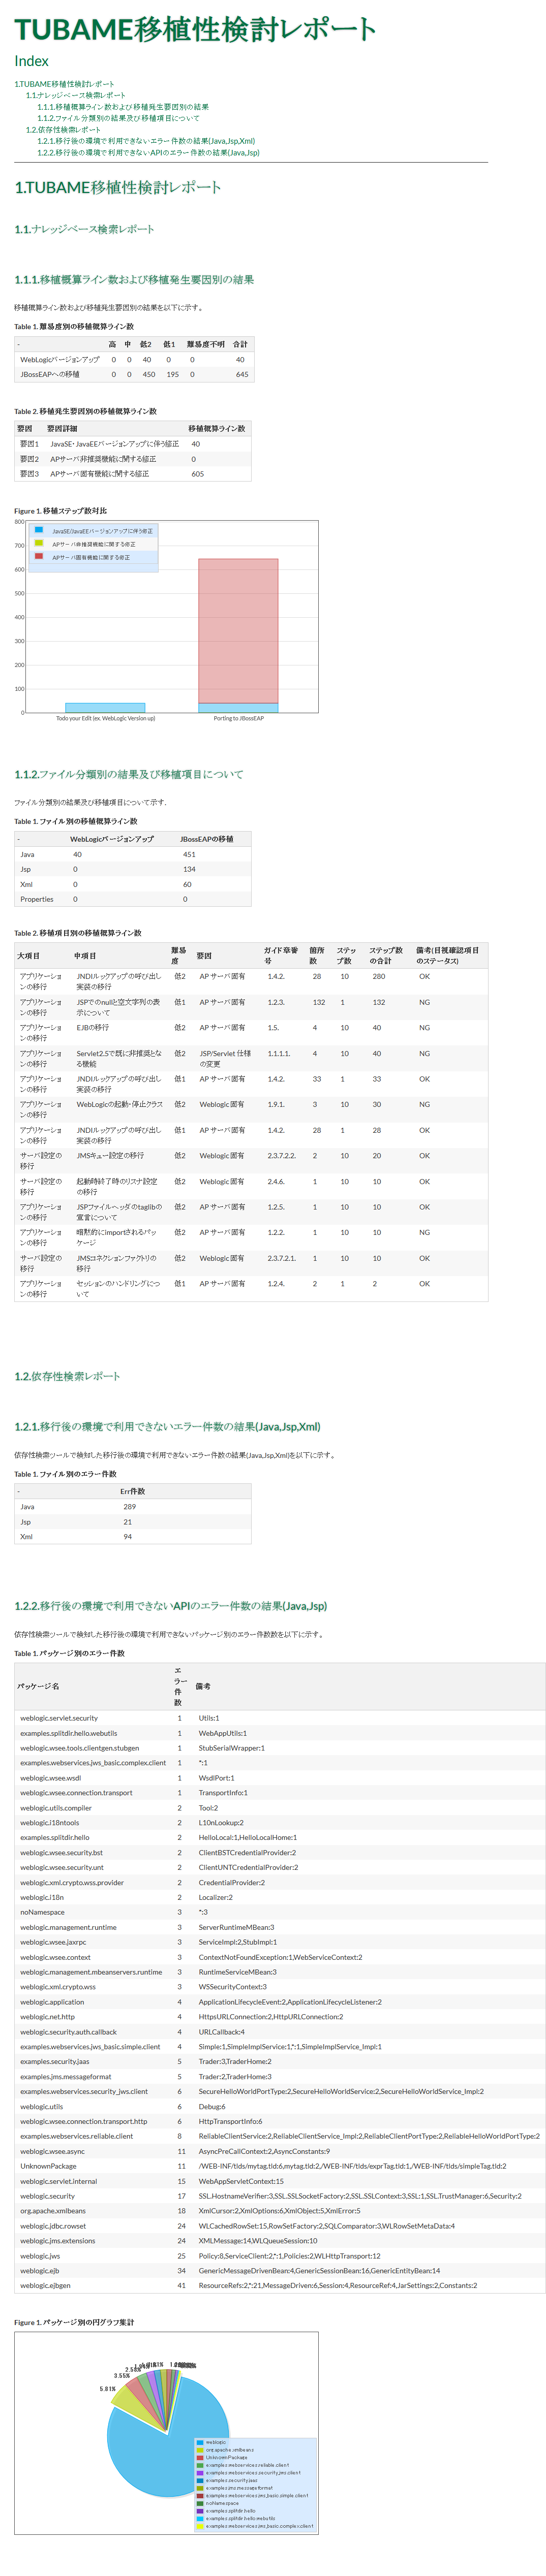 TUBAME移植性検討レポート
Index
1.TUBAME移植性検討レポート
1.1.ナレッジベース検索レポート
1.1.1.移植概算ライン数および移植発生要因別の結果
1.1.2.ファイル分類別の結果及び移植項目について
1.2.依存性検索レポート
1.2.1.移行後の環境で利用できないエラー件数の結果(Java,Jsp,Xml)
1.2.2.移行後の環境で利用できないAPIのエラー件数の結果(Java,Jsp)
1.TUBAME移植性検討レポート
1.1.ナレッジベース検索レポート
1.1.1.移植概算ライン数および移植発生要因別の結果
移植概算ライン数および移植発生要因別の結果を以下に示す。
Table 1. 難易度別の移植概算ライン数
- 高 中 低2 低1 難易度不明 合計
WebLogicバージョンアップ 0 0 40 0 0 40
JBossEAPへの移植 0 0 450 195 0 645
Table 2. 移植発生要因別の移植概算ライン数
要因 要因詳細 移植概算ライン数
要因1 JavaSE・JavaEEバージョンアップに伴う修正 40
要因2 APサーバ非推奨機能に関する修正 0
要因3 APサーバ固有機能に関する修正 605
Figure 1. 移植ステップ数対比
800
JavaSE/JavaEEバージョンアップに伴う修正
APサーバ非推奨機能に関する修正
700
APサーバ固有機能に関する修正
600
500
400
300
200
100
0
Todo your Edit (ex. WebLogic Version up) Porting to JBossEAP
1.1.2.ファイル分類別の結果及び移植項目について
ファイル分類別の結果及び移植項目について示す.
Table 1. ファイル別の移植概算ライン数
- WebLogicバージョンアップ JBossEAPの移植
Java 40 451
Jsp 0 134
Xml 0 60
Properties 0 0
Table 2. 移植項目別の移植概算ライン数
大項目 中項目 難易度 要因 ガイド章番号 箇所数 ステップ数 ステップ数の合計 備考(目視確認項目のステータス)
アプリケーションの移行 JNDIルックアップの呼び出し実装の移行 低2 AP サーバ固有 1.4.2. 28 10 280 OK
アプリケーションの移行 JSPでのnullと空文字列の表示について 低1 AP サーバ固有 1.2.3. 132 1 132 NG
アプリケーションの移行 EJBの移行 低2 AP サーバ固有 1.5. 4 10 40 NG
アプリケーションの移行 Servlet2.5で既に非推奨となる機能 低2 JSP/Servlet 仕様の変更 1.1.1.1. 4 10 40 NG
アプリケーションの移行 JNDIルックアップの呼び出し実装の移行 低1 AP サーバ固有 1.4.2. 33 1 33 OK
アプリケーションの移行 WebLogicの起動・停止クラス 低2 Weblogic 固有 1.9.1. 3 10 30 NG
アプリケーションの移行 JNDIルックアップの呼び出し実装の移行 低1 AP サーバ固有 1.4.2. 28 1 28 OK
サーバ設定の移行 JMSキュー設定の移行 低2 Weblogic 固有 2.3.7.2.2. 2 10 20 OK
サーバ設定の移行 起動時終了時のリスナ設定の移行 低2 Weblogic 固有 2.4.6. 1 10 10 OK
アプリケーションの移行 JSPファイルヘッダのtaglibの宣言について 低2 AP サーバ固有 1.2.5. 1 10 10 OK
アプリケーションの移行 暗黙的にimportされるパッケージ 低2 AP サーバ固有 1.2.2. 1 10 10 NG
サーバ設定の移行 JMSコネクションファクトリの移行 低2 Weblogic 固有 2.3.7.2.1. 1 10 10 OK
アプリケーションの移行 セッションのハンドリングについて 低1 AP サーバ固有 1.2.4. 2 1 2 OK
1.2.依存性検索レポート
1.2.1.移行後の環境で利用できないエラー件数の結果(Java,Jsp,Xml)
依存性検索ツールで検知した移行後の環境で利用できないエラー件数の結果(Java,Jsp,Xml)を以下に示す。
Table 1. ファイル別のエラー件数
- Err件数
Java 289
Jsp 21
Xml 94
1.2.2.移行後の環境で利用できないAPIのエラー件数の結果(Java,Jsp)
依存性検索ツールで検知した移行後の環境で利用できないパッケージ別のエラー件数数を以下に示す。
Table 1. パッケージ別のエラー件数
パッケージ名 エラー件数 備考
weblogic.servlet.security 1 Utils:1
examples.splitdir.hello.webutils 1 WebAppUtils:1
weblogic.wsee.tools.clientgen.stubgen 1 StubSerialWrapper:1
examples.webservices.jws_basic.complex.client 1 *:1
weblogic.wsee.wsdl 1 WsdlPort:1
weblogic.wsee.connection.transport 1 TransportInfo:1
weblogic.utils.compiler 2 Tool:2
weblogic.i18ntools 2 L10nLookup:2
examples.splitdir.hello 2 HelloLocal:1,HelloLocalHome:1
weblogic.wsee.security.bst 2 ClientBSTCredentialProvider:2
weblogic.wsee.security.unt 2 ClientUNTCredentialProvider:2
weblogic.xml.crypto.wss.provider 2 CredentialProvider:2
weblogic.i18n 2 Localizer:2
noNamespace 3 *:3
weblogic.management.runtime 3 ServerRuntimeMBean:3
weblogic.wsee.jaxrpc 3 ServiceImpl:2,StubImpl:1
weblogic.wsee.context 3 ContextNotFoundException:1,WebServiceContext:2
weblogic.management.mbeanservers.runtime 3 RuntimeServiceMBean:3
weblogic.xml.crypto.wss 3 WSSecurityContext:3
weblogic.application 4 ApplicationLifecycleEvent:2,ApplicationLifecycleListener:2
weblogic.net.http 4 HttpsURLConnection:2,HttpURLConnection:2
weblogic.security.auth.callback 4 URLCallback:4
examples.webservices.jws_basic.simple.client 4 Simple:1,SimpleImplService:1,*:1,SimpleImplService_Impl:1
examples.security.jaas 5 Trader:3,TraderHome:2
examples.jms.messageformat 5 Trader:2,TraderHome:3
examples.webservices.security_jws.client 6 SecureHelloWorldPortType:2,SecureHelloWorldService:2,SecureHelloWorldService_Impl:2
weblogic.utils 6 Debug:6
weblogic.wsee.connection.transport.http 6 HttpTransportInfo:6
examples.webservices.reliable.client 8 ReliableClientService:2,ReliableClientService_Impl:2,ReliableClientPortType:2,ReliableHelloWorldPortType:2
weblogic.wsee.async 11 AsyncPreCallContext:2,AsyncConstants:9
UnknownPackage 11 /WEB-INF/tlds/mytag.tld:6,mytag.tld:2,/WEB-INF/tlds/exprTag.tld:1,/WEB-INF/tlds/simpleTag.tld:2
weblogic.servlet.internal 15 WebAppServletContext:15
weblogic.security 17 SSL.HostnameVerifier:3,SSL.SSLSocketFactory:2,SSL.SSLContext:3,SSL:1,SSL.TrustManager:6,Security:2
org.apache.xmlbeans 18 XmlCursor:2,XmlOptions:6,XmlObject:5,XmlError:5
weblogic.jdbc.rowset 24 WLCachedRowSet:15,RowSetFactory:2,SQLComparator:3,WLRowSetMetaData:4
weblogic.jms.extensions 24 XMLMessage:14,WLQueueSession:10
weblogic.jws 25 Policy:8,ServiceClient:2,*:1,Policies:2,WLHttpTransport:12
weblogic.ejb 34 GenericMessageDrivenBean:4,GenericSessionBean:16,GenericEntityBean:14
weblogic.ejbgen 41 ResourceRefs:2,*:21,MessageDriven:6,Session:4,ResourceRef:4,JarSettings:2,Constants:2
Figure 1. パッケージ別の円グラフ集計
2.58%
3.55%
5.81%
weblogic
org.apache.xmlbeans
UnknownPackage
examples.webservices.reliable.client
examples.webservices.security_jws.client
examples.security.jaas
examples.jms.messageformat
examples.webservices.jws_basic.simple.client
noNamespace
examples.splitdir.hello
examples.splitdir.hello.webutils
examples.webservices.jws_basic.complex.client